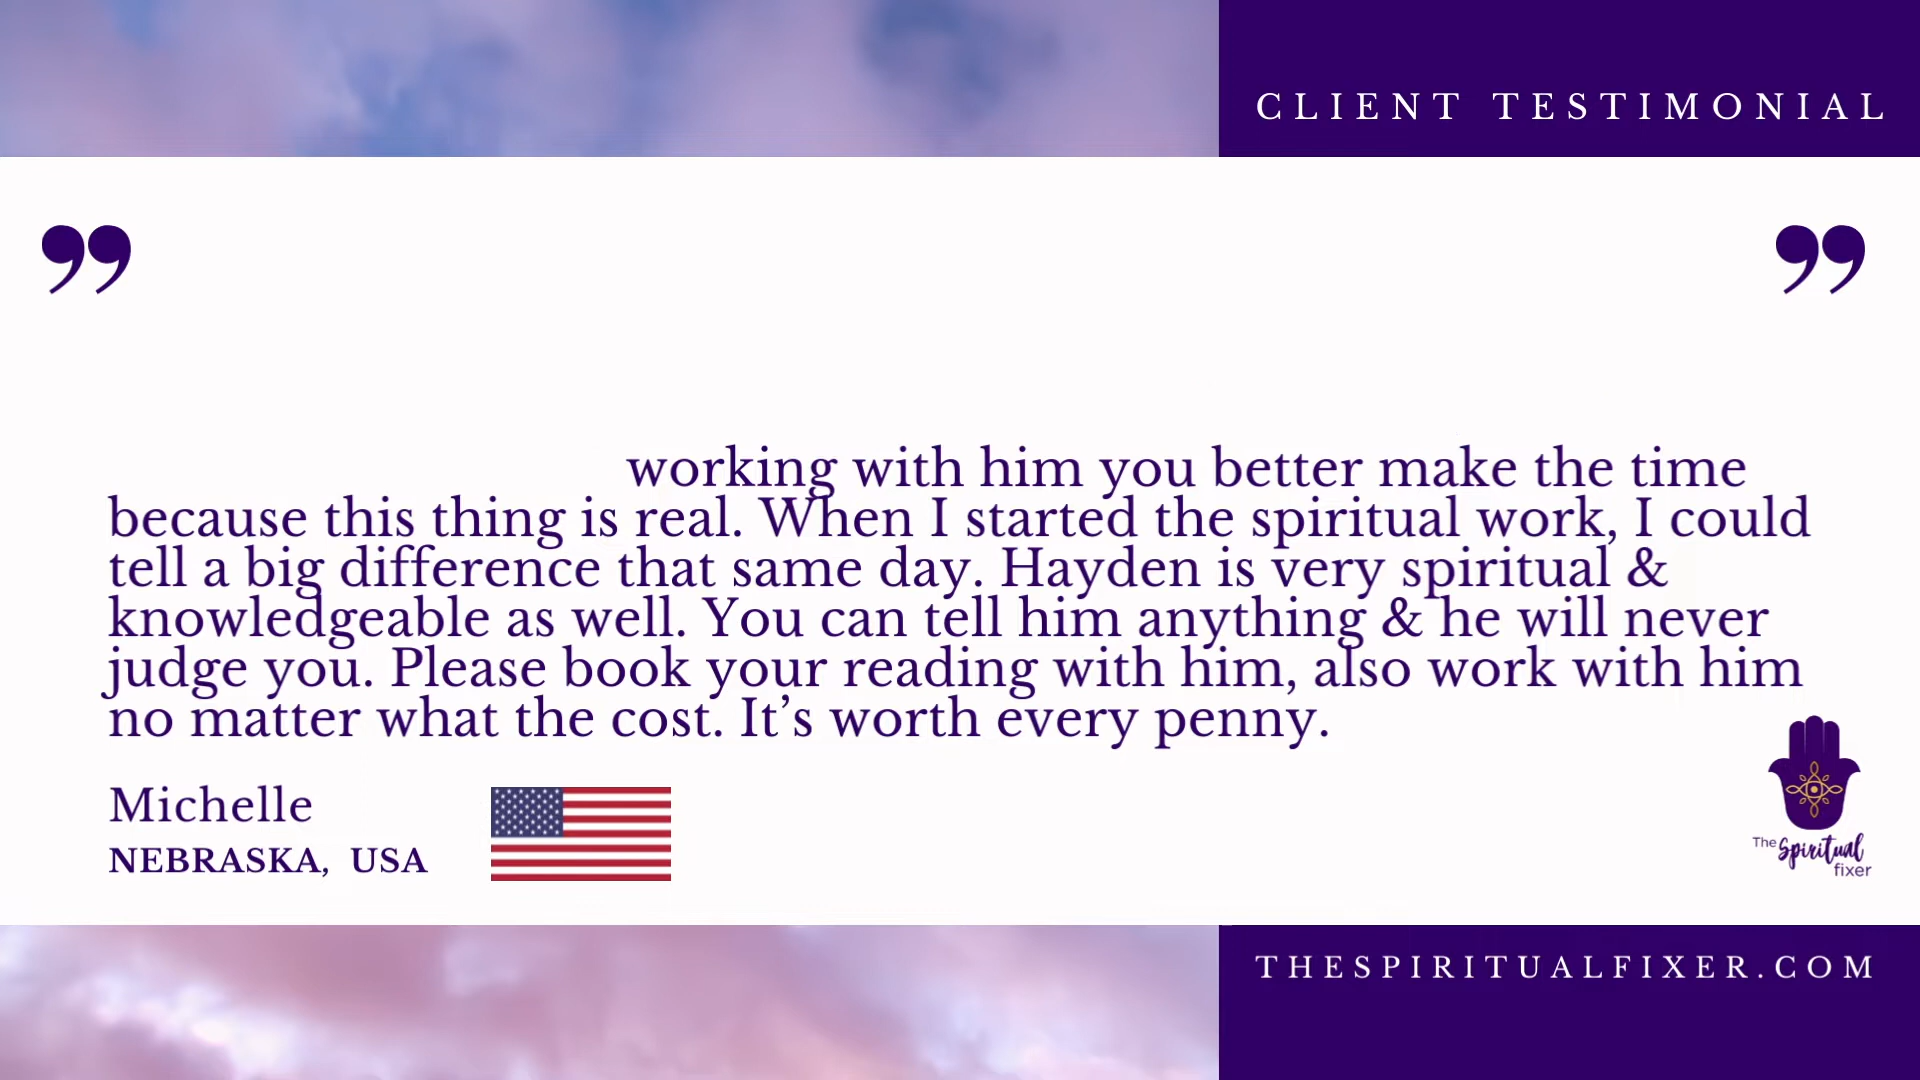 CLIENT TESTIMONIAL
” ”
working with him you better make the time
because this thing is real. When I started the spiritual work, I could
tell a big difference that same day. Hayden is very spiritual &
knowledgeable as well. You can tell him anything & he will never
judge you. Please book your reading with him, also work with him
no matter what the cost. It’s worth every penny.
Michelle
NEBRASKA, USA
The Spiritual
fixer
THESPIRITUALFIXER.COM